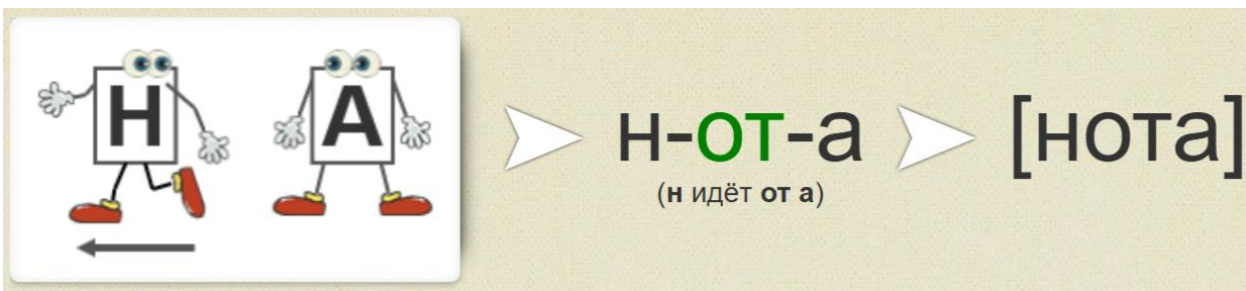 Н А
н-от-а [нота]
(н идёт от а)